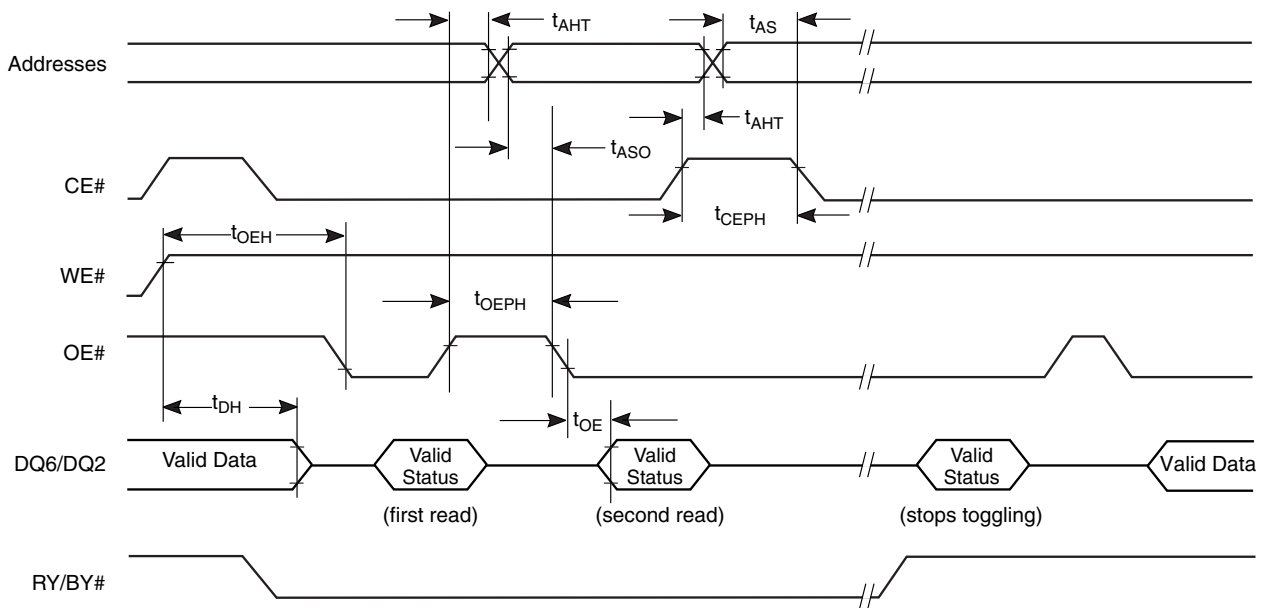 tAHT
tAS
Addresses
tAHT
tASO
CE#
tCEPH
tOEH
WE#
tOEPH
OE#
tDH
tOE
DQ6/DQ2
Valid Data
Valid
Status
Valid
Status
Valid
Status
Valid Data
(first read)
(second read)
(stops toggling)
RY/BY#